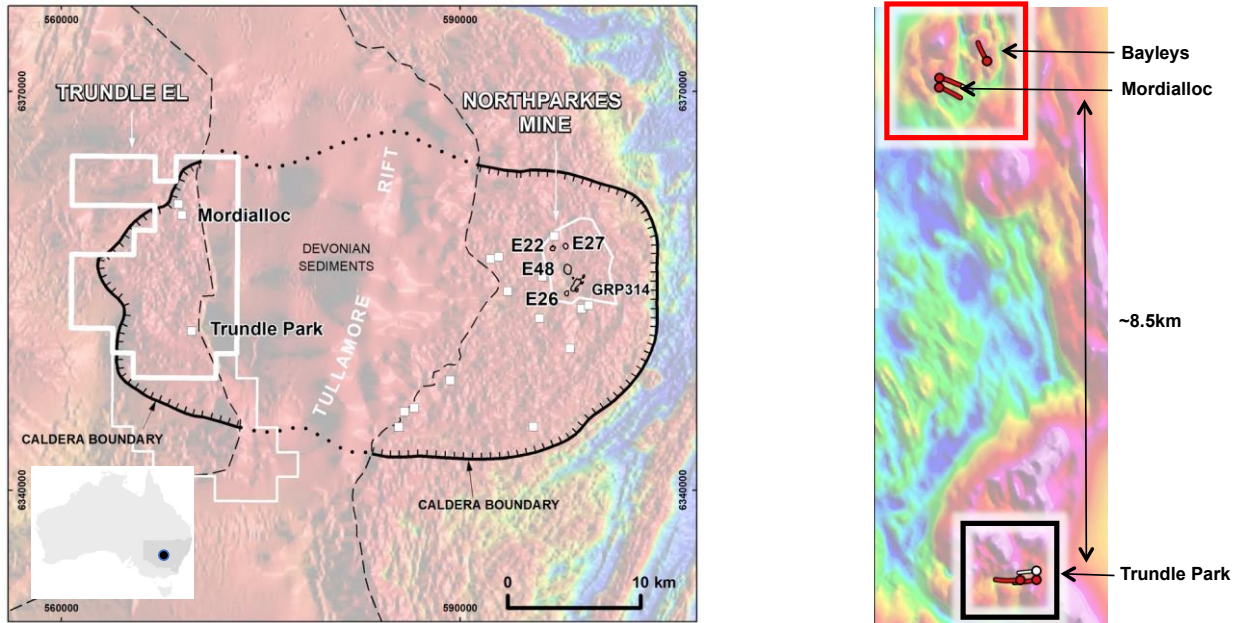 560000
590000
6370000
6370000
TRUNDLE EL
NORTHPARKES
MINE
RIFT
Mordialloc
DEVONIAN
SEDIMENTS
E22
E27
E48
GRP314
E26
Trundle Park
TULLAMORE
CALDERA BOUNDARY
CALDERA BOUNDARY
6340000
6340000
0
10 km
560000
590000
Bayleys
Mordialloc
~8.5km
Trundle Park